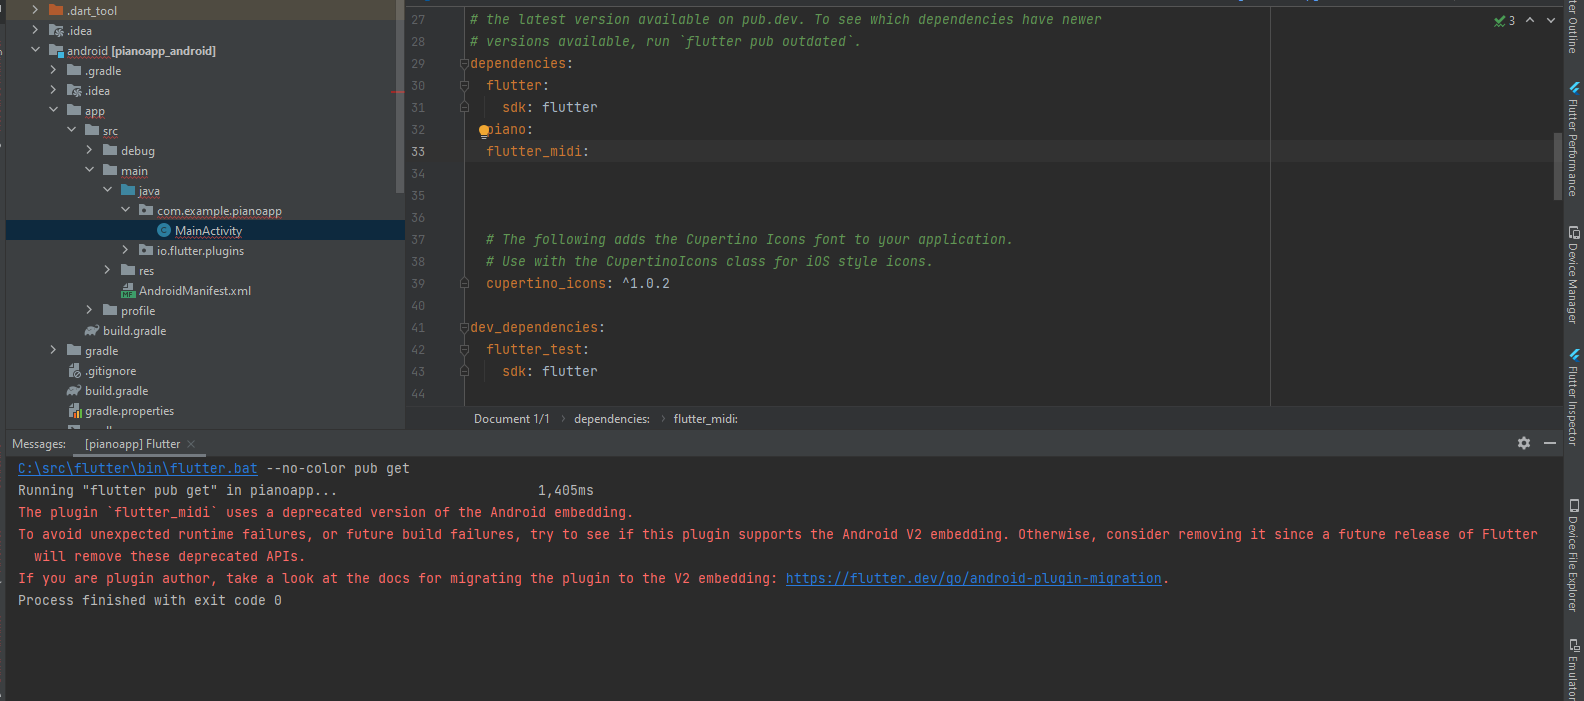 .dart_tool
.idea
android [pianoapp_android]
.gradle
.idea
app
src
debug
main
java
com.example.pianoapp
MainActivity
io.flutter.plugins
res
AndroidManifest.xml
profile
build.gradle
gradle
.gitignore
build.gradle
gradle.properties
27 # the latest version available on pub.dev. To see which dependencies have newer
28 # versions available, run `flutter pub outdated`.
29 dependencies:
30 flutter:
31 sdk: flutter
32 piano:
33 flutter_midi:
34
35
36
37 # The following adds the Cupertino Icons font to your application.
38 # Use with the CupertinoIcons class for iOS style icons.
39 cupertino_icons: ^1.0.2
40
41 dev_dependencies:
42 flutter_test:
43 sdk: flutter
44
3
Document 1/1 dependencies: flutter_midi:
Messages: [pianoapp] Flutter
C:\src\flutter\bin\flutter.bat --no-color pub get
Running "flutter pub get" in pianoapp... 1,405ms
The plugin `flutter_midi` uses a deprecated version of the Android embedding.
To avoid unexpected runtime failures, or future build failures, try to see if this plugin supports the Android V2 embedding. Otherwise, consider removing it since a future release of Flutter
will remove these deprecated APIs.
If you are plugin author, take a look at the docs for migrating the plugin to the V2 embedding: https://flutter.dev/go/android-plugin-migration.
Process finished with exit code 0
Outline
Flutter Performance
Device Manager
Flutter Inspector
Device File Explorer
Emulator